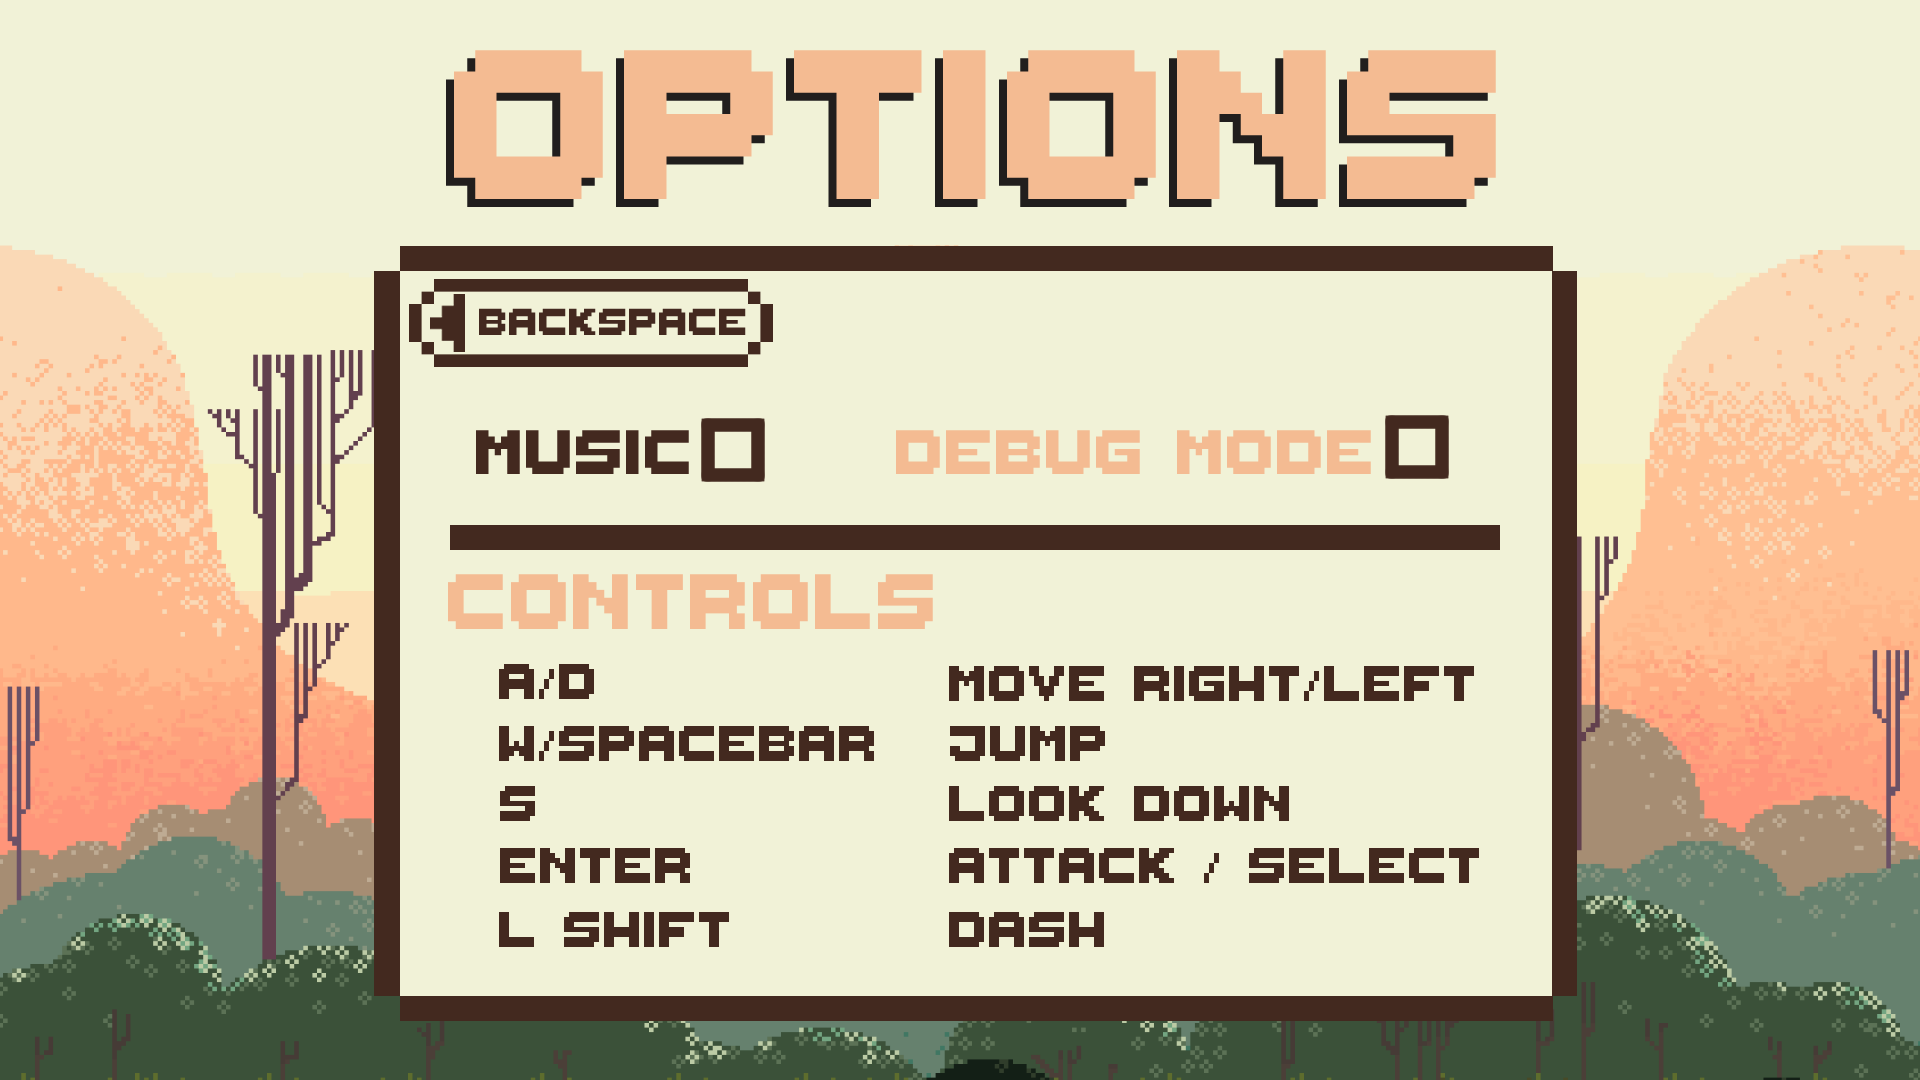 OPTIONS
BACKSPACE
MUSIC DEBUG MODE
CONTROLS
A/D MOVE RIGHT/LEFT
W/SPACEBAR JUMP
S LOOK DOWN
ENTER ATTACK / SELECT
L SHIFT DASH